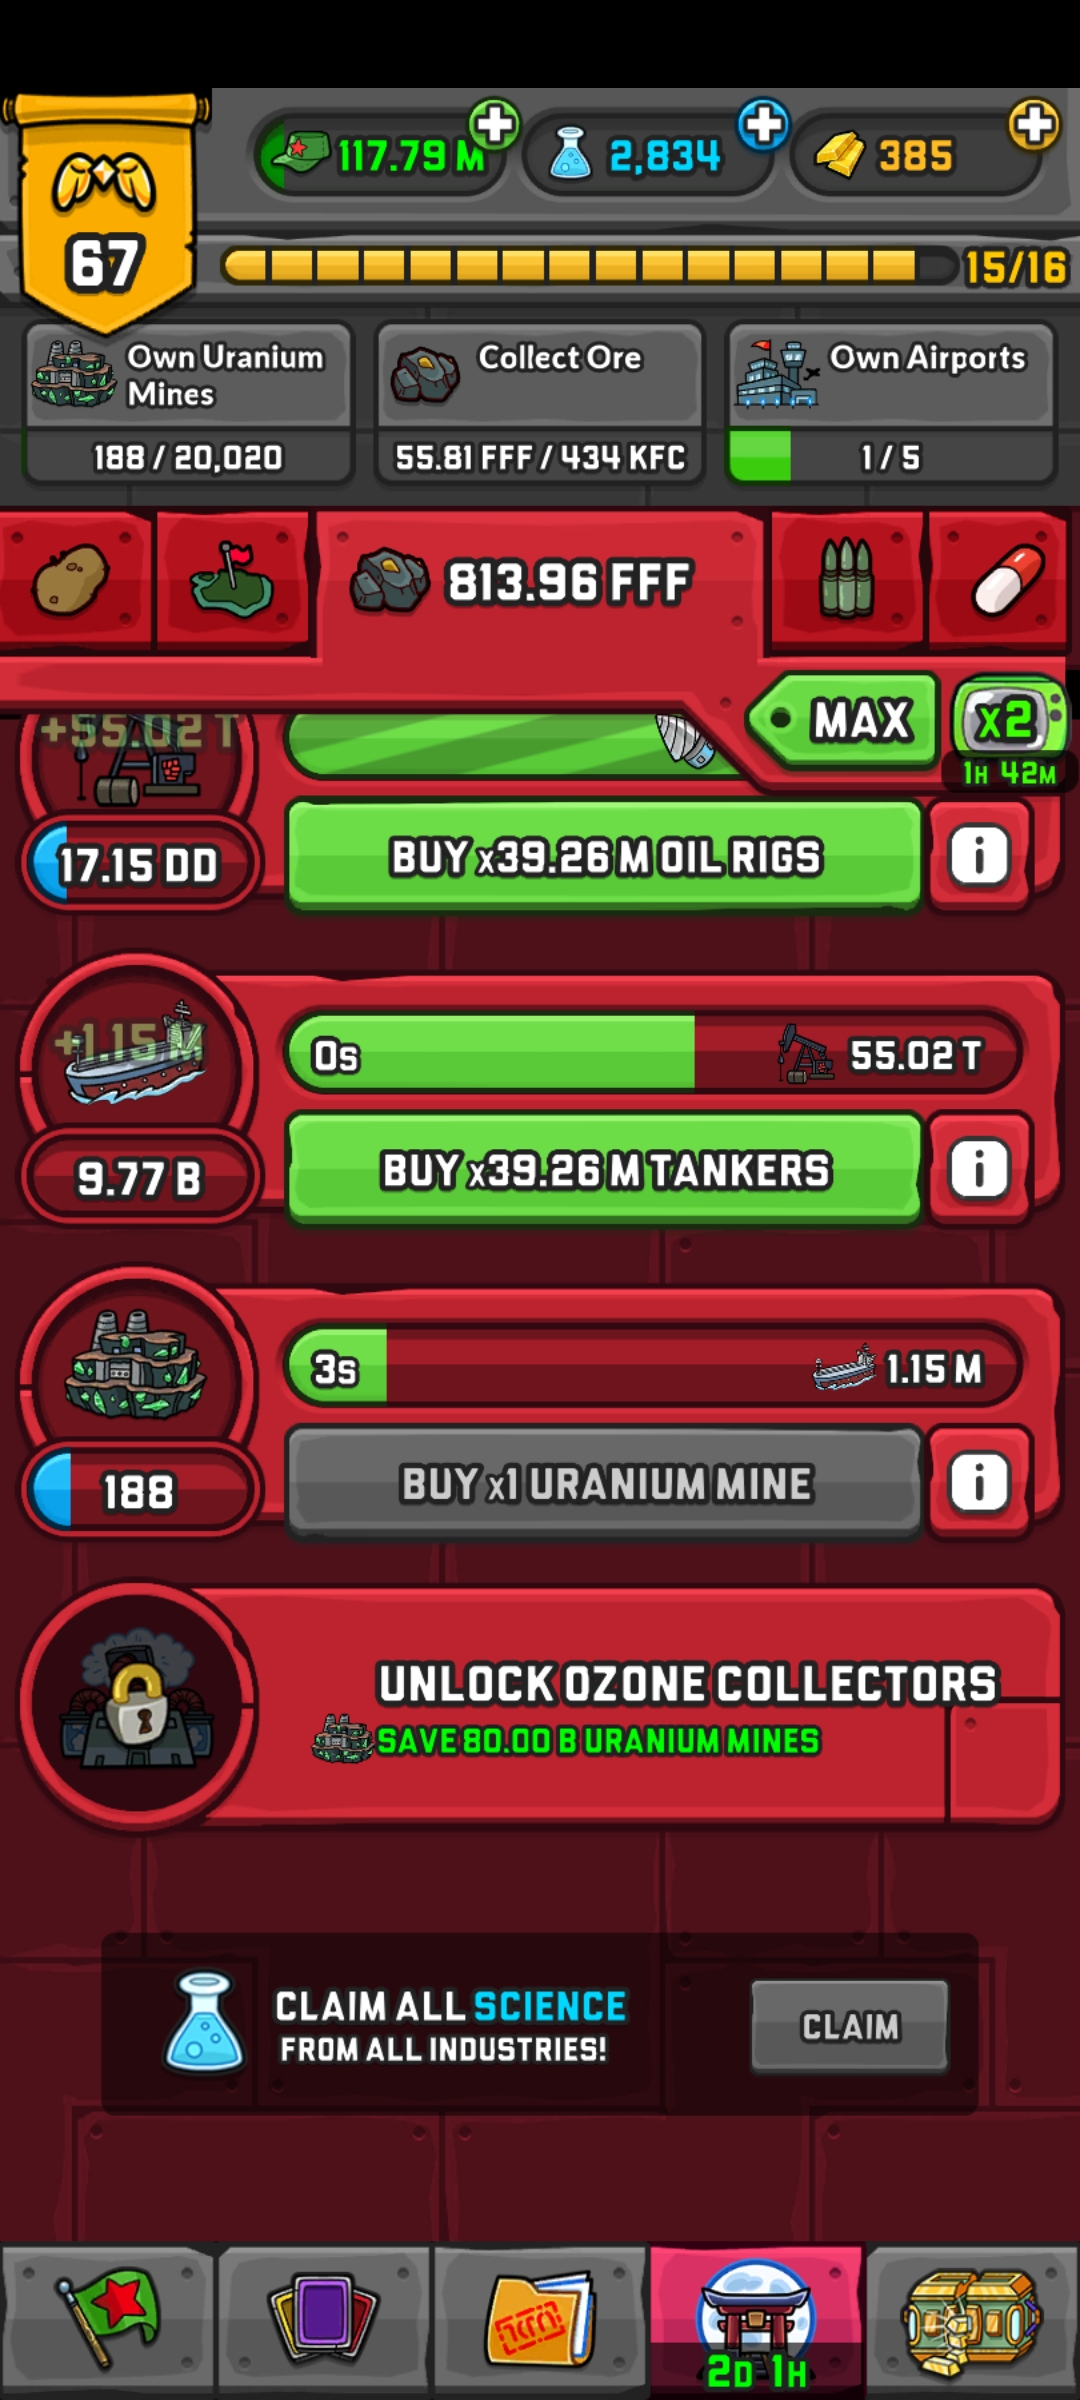 117.79 M
2,834
385
67
15/16
Own Uranium
Mines
188 / 20,020
Collect Ore
55.81 FFF / 434 KFC
Own Airports
1 / 5
813.96 FFF
MAX
x2
1H 42M
+55.02 T
17.15 DD
BUY x39.26 M OIL RIGS
i
+1.15 M
0s
55.02 T
9.77 B
BUY x39.26 M TANKERS
i
3s
1.15 M
188
BUY x1 URANIUM MINE
i
UNLOCK OZONE COLLECTORS
SAVE 80.00 B URANIUM MINES
CLAIM ALL SCIENCE
FROM ALL INDUSTRIES!
CLAIM
2D 1H